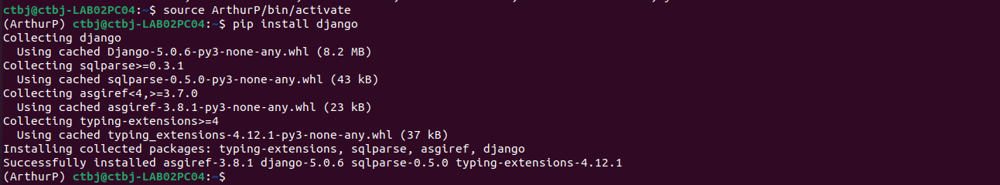 ctbj@ctbj-LAB02PC04:~$ source ArthurP/bin/activate
(ArthurP) ctbj@ctbj-LAB02PC04:~$ pip install django
Collecting django
  Using cached Django-5.0.6-py3-none-any.whl (8.2 MB)
Collecting sqlparse>=0.3.1
  Using cached sqlparse-0.5.0-py3-none-any.whl (43 kB)
Collecting asgiref<4,>=3.7.0
  Using cached asgiref-3.8.1-py3-none-any.whl (23 kB)
Collecting typing-extensions>=4
  Using cached typing_extensions-4.12.1-py3-none-any.whl (37 kB)
Installing collected packages: typing-extensions, sqlparse, asgiref, django
Successfully installed asgiref-3.8.1 django-5.0.6 sqlparse-0.5.0 typing-extensions-4.12.1
(ArthurP) ctbj@ctbj-LAB02PC04:~$